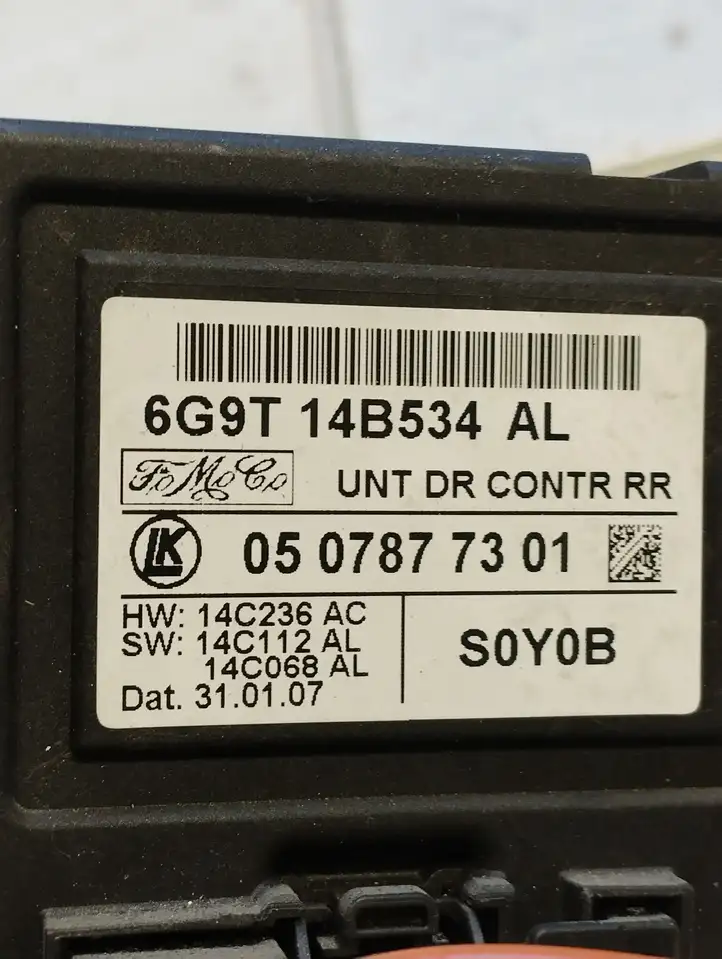 6G9T 14B534 AL
FoMoCo
UNT DR CONTR RR
LK
05 0787 73 01
HW: 14C236 AC
SW: 14C112 AL
14C068 AL
Dat. 31.01.07
S0Y0B